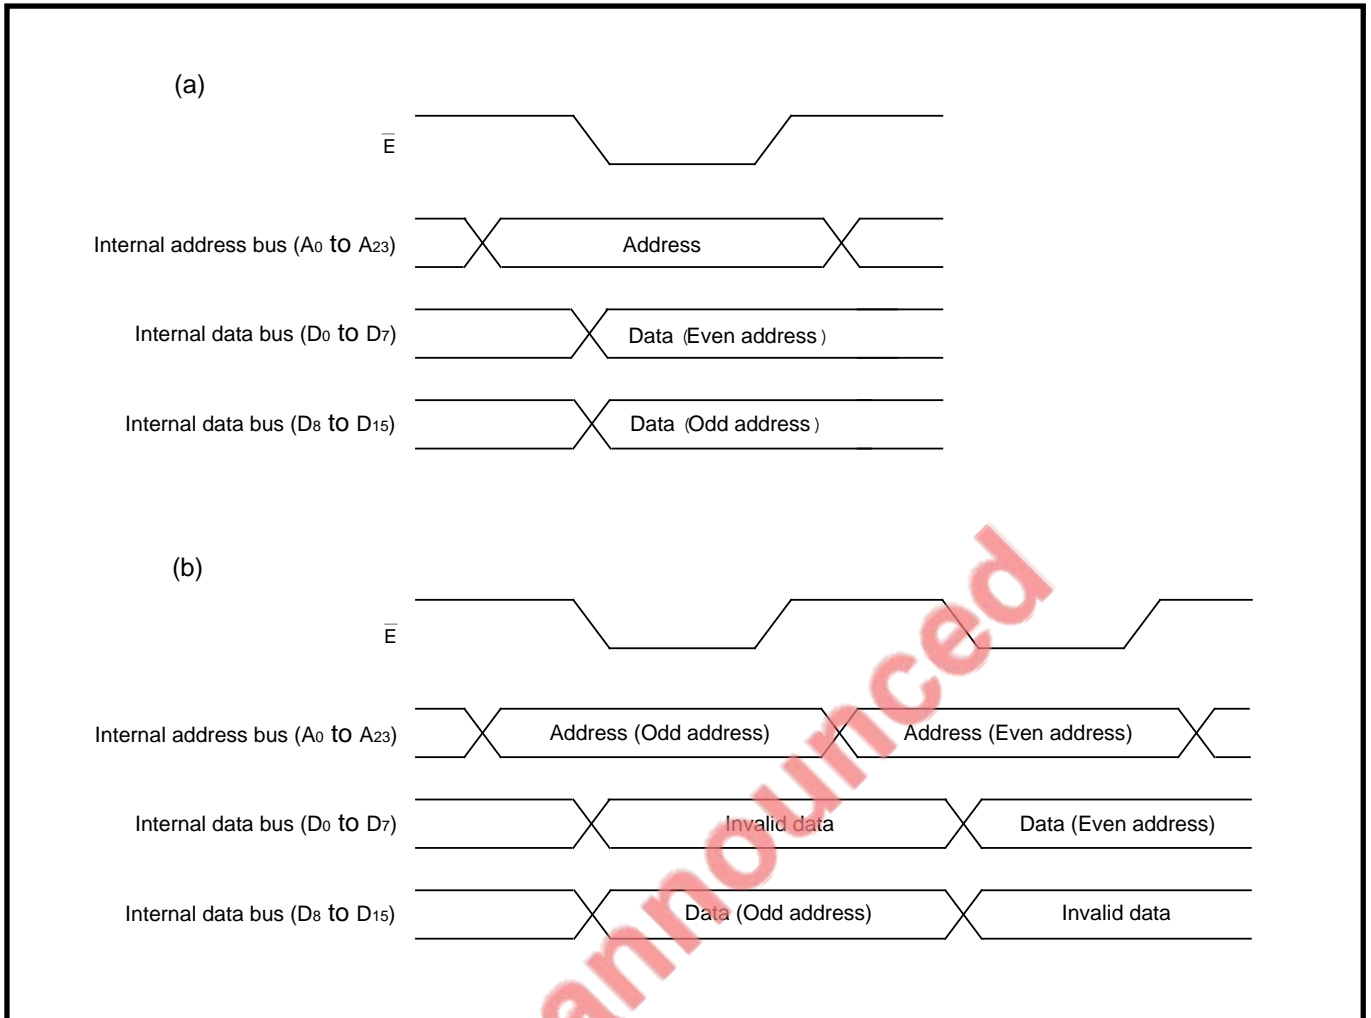 (a)
E
Internal address bus (A0 to A23)
Address
Internal data bus (D0 to D7)
Data (Even address)
Internal data bus (D8 to D15)
Data (Odd address)
(b)
E
Internal address bus (A0 to A23)
Address (Odd address)
Address (Even address)
Internal data bus (D0 to D7)
Invalid data
Data (Even address)
Internal data bus (D8 to D15)
Data (Odd address)
Invalid data
announced